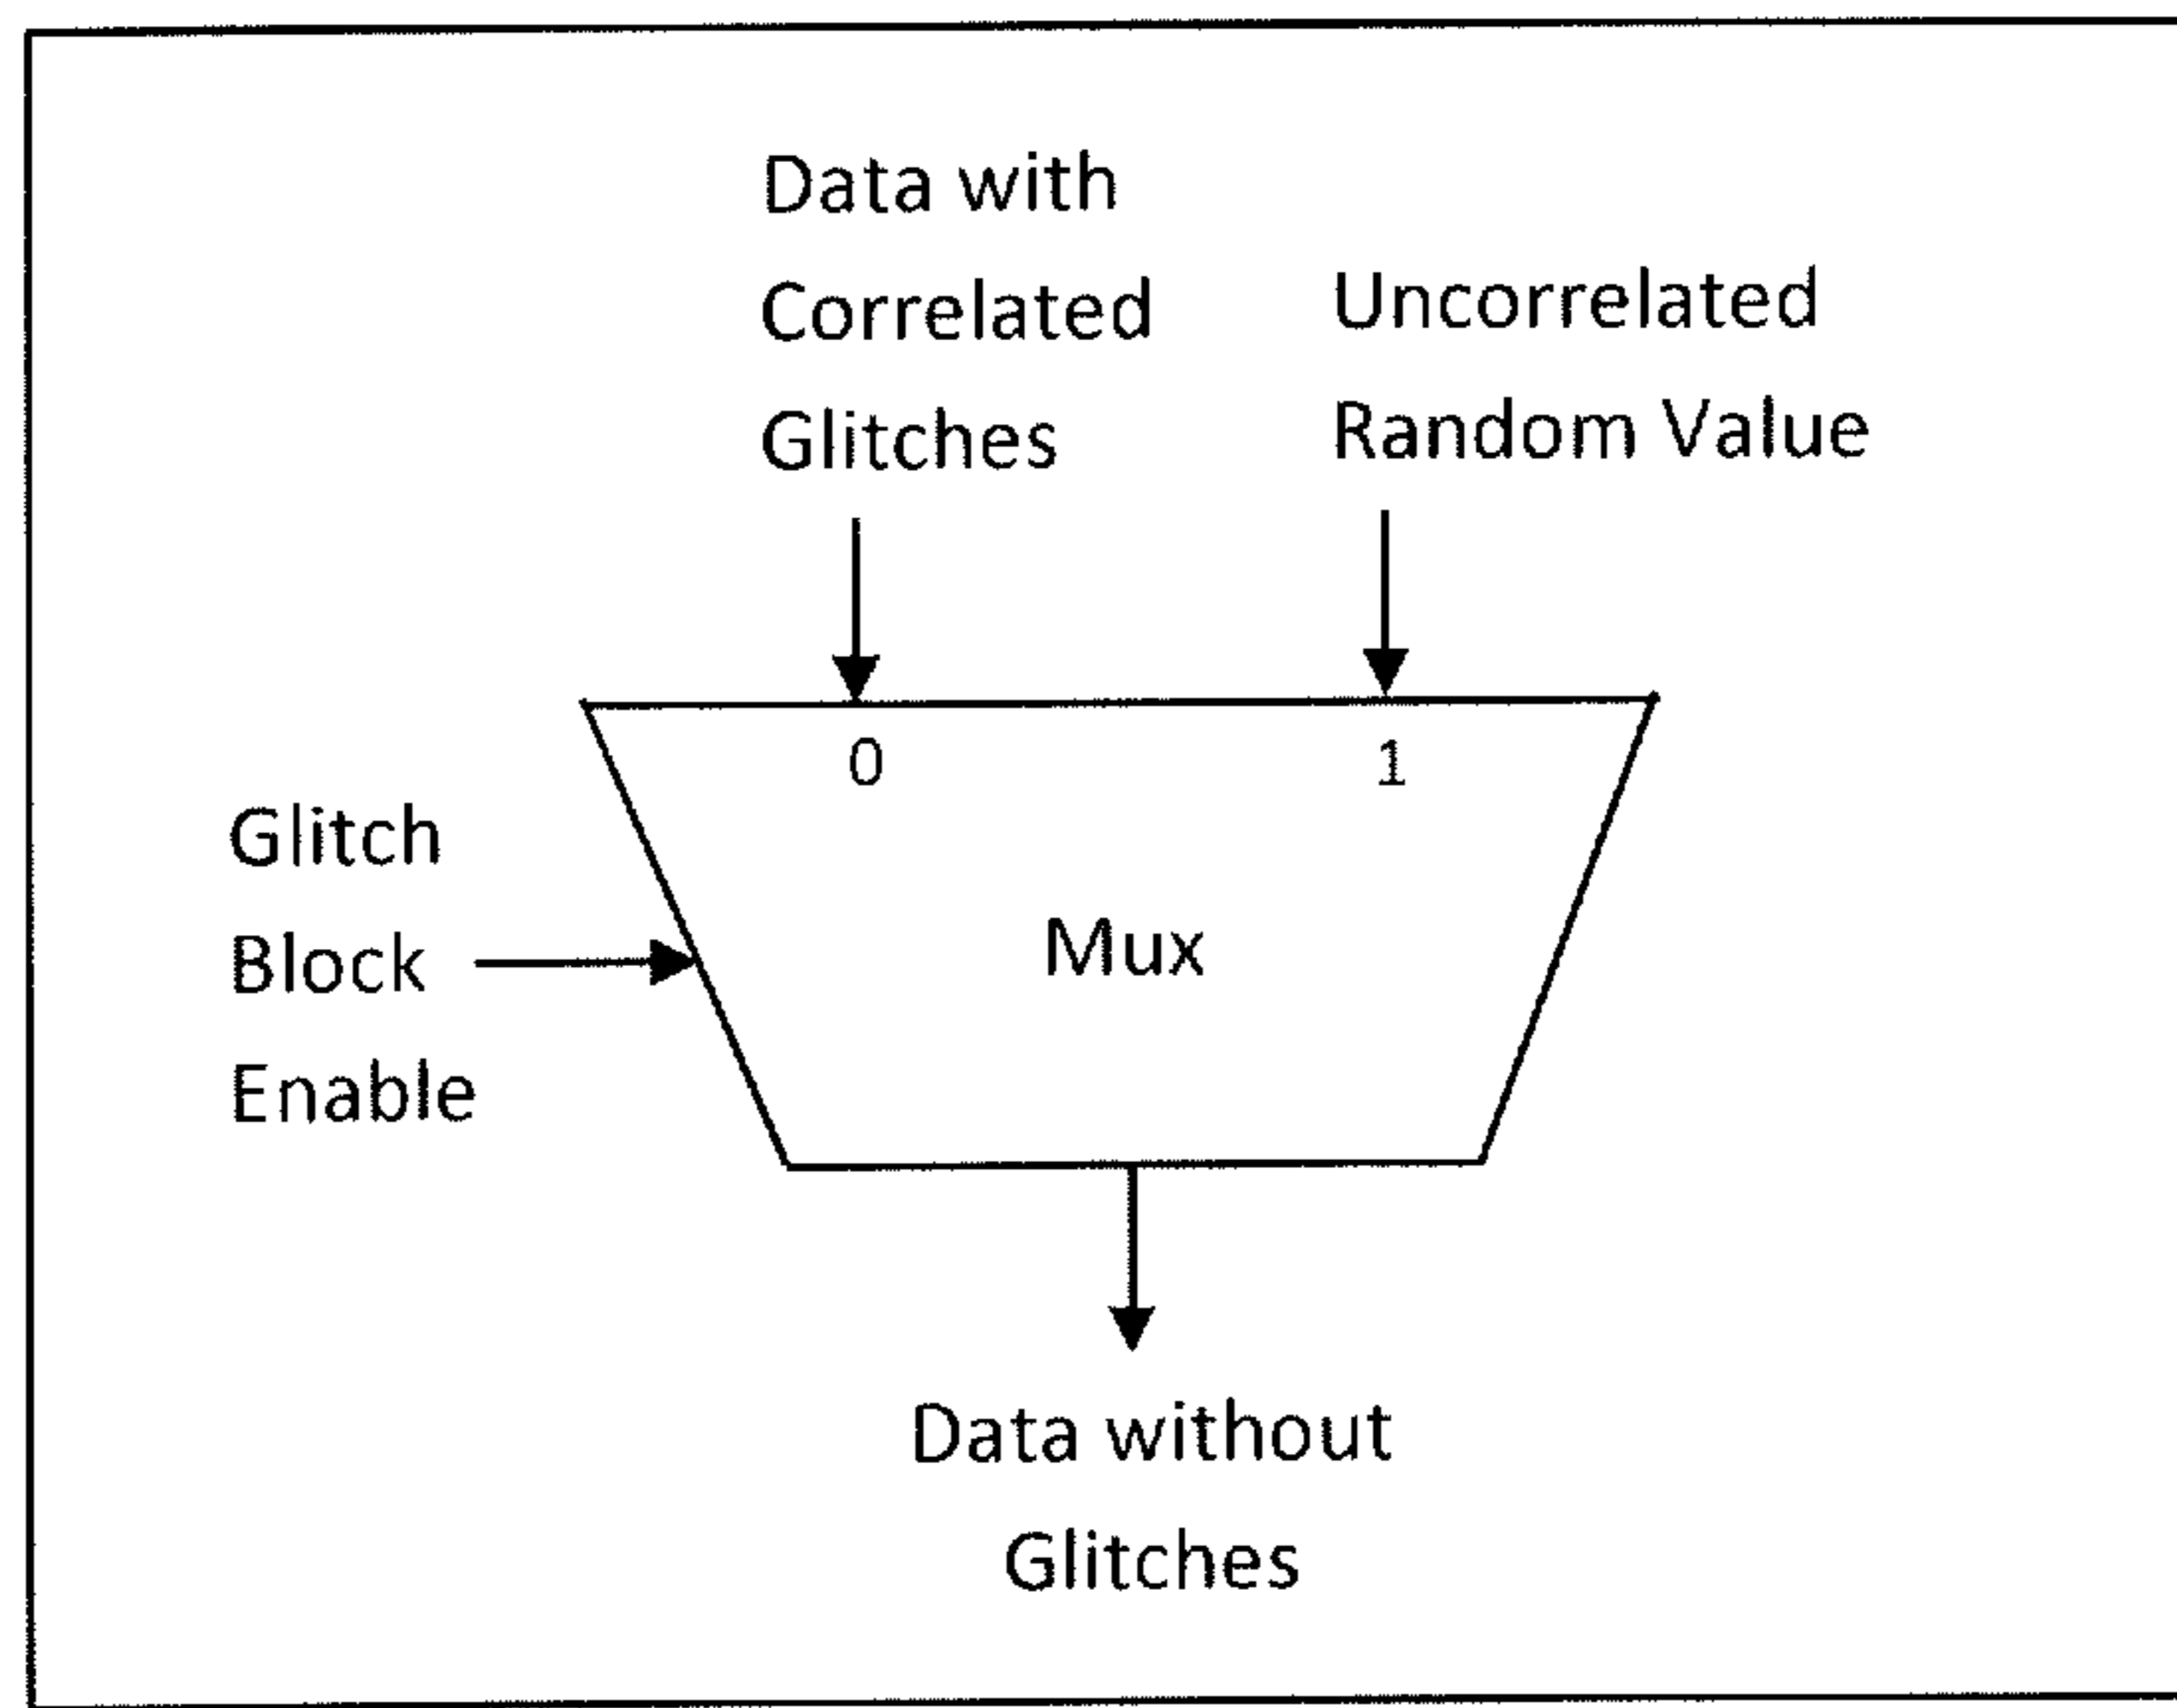 Data with
Correlated
Glitches
Uncorrelated
Random Value
0
1
Glitch
Block
Enable
Mux
Data without
Glitches